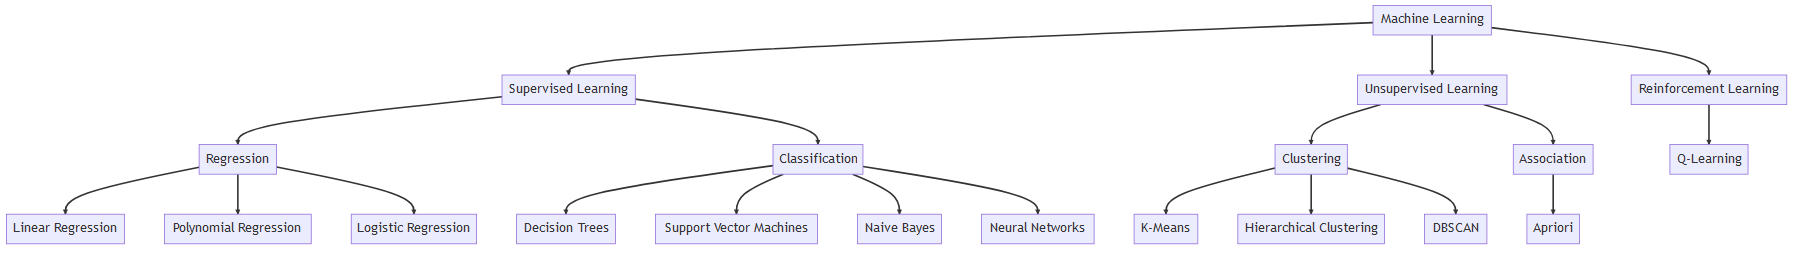 Machine Learning
Supervised Learning
Unsupervised Learning
Reinforcement Learning
Regression
Classification
Clustering
Association
Q-Learning
Linear Regression
Polynomial Regression
Logistic Regression
Decision Trees
Support Vector Machines
Naive Bayes
Neural Networks
K-Means
Hierarchical Clustering
DBSCAN
Apriori